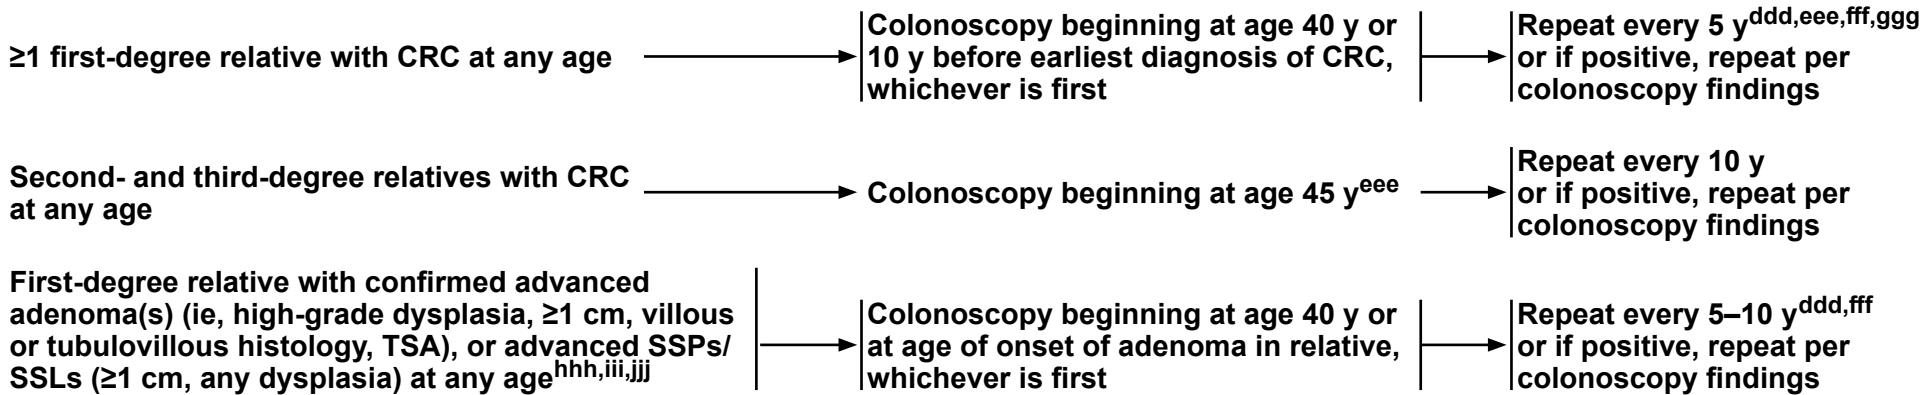 ≥1 first-degree relative with CRC at any age
Colonoscopy beginning at age 40 y or
10 y before earliest diagnosis of CRC,
whichever is first
Repeat every 5 yddd,eee,fff,ggg
or if positive, repeat per
colonoscopy findings
Second- and third-degree relatives with CRC
at any age
Colonoscopy beginning at age 45 yeee
Repeat every 10 y
or if positive, repeat per
colonoscopy findings
First-degree relative with confirmed advanced
adenoma(s) (ie, high-grade dysplasia, ≥1 cm, villous
or tubulovillous histology, TSA), or advanced SSPs/
SSLs (≥1 cm, any dysplasia) at any agehhh,iii,jjj
Colonoscopy beginning at age 40 y or
at age of onset of adenoma in relative,
whichever is first
Repeat every 5–10 yddd,fff
or if positive, repeat per
colonoscopy findings